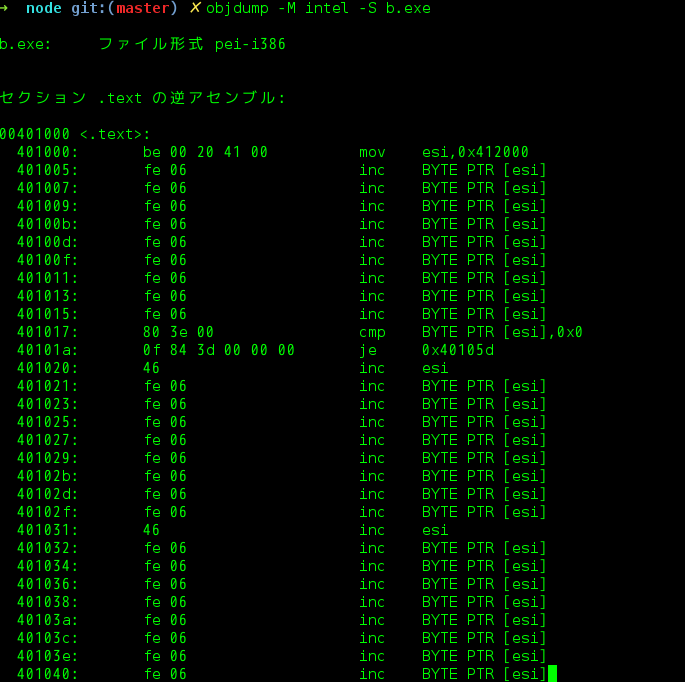 → node git:(master) ✗ objdump -M intel -S b.exe
b.exe:     ファイル形式 pei-i386
セクション .text の逆アセンブル:
00401000 <.text>:
  401000:	be 00 20 41 00       	mov    esi,0x412000
  401005:	fe 06                	inc    BYTE PTR [esi]
  401007:	fe 06                	inc    BYTE PTR [esi]
  401009:	fe 06                	inc    BYTE PTR [esi]
  40100b:	fe 06                	inc    BYTE PTR [esi]
  40100d:	fe 06                	inc    BYTE PTR [esi]
  40100f:	fe 06                	inc    BYTE PTR [esi]
  401011:	fe 06                	inc    BYTE PTR [esi]
  401013:	fe 06                	inc    BYTE PTR [esi]
  401015:	fe 06                	inc    BYTE PTR [esi]
  401017:	80 3e 00             	cmp    BYTE PTR [esi],0x0
  40101a:	0f 84 3d 00 00 00    	je     0x40105d
  401020:	46                   	inc    esi
  401021:	fe 06                	inc    BYTE PTR [esi]
  401023:	fe 06                	inc    BYTE PTR [esi]
  401025:	fe 06                	inc    BYTE PTR [esi]
  401027:	fe 06                	inc    BYTE PTR [esi]
  401029:	fe 06                	inc    BYTE PTR [esi]
  40102b:	fe 06                	inc    BYTE PTR [esi]
  40102d:	fe 06                	inc    BYTE PTR [esi]
  40102f:	fe 06                	inc    BYTE PTR [esi]
  401031:	46                   	inc    esi
  401032:	fe 06                	inc    BYTE PTR [esi]
  401034:	fe 06                	inc    BYTE PTR [esi]
  401036:	fe 06                	inc    BYTE PTR [esi]
  401038:	fe 06                	inc    BYTE PTR [esi]
  40103a:	fe 06                	inc    BYTE PTR [esi]
  40103c:	fe 06                	inc    BYTE PTR [esi]
  40103e:	fe 06                	inc    BYTE PTR [esi]
  401040:	fe 06                	inc    BYTE PTR [esi]